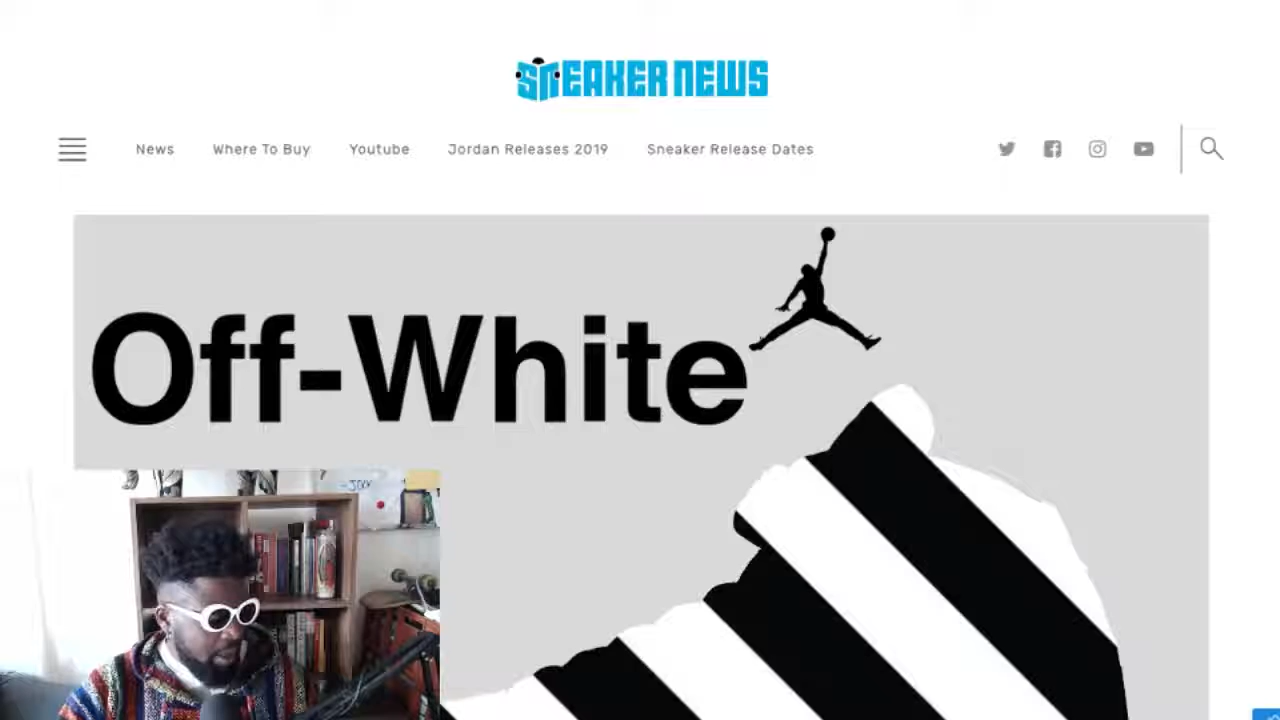 SNEAKER NEWS
News Where To Buy Youtube Jordan Releases 2019 Sneaker Release Dates
Off-White